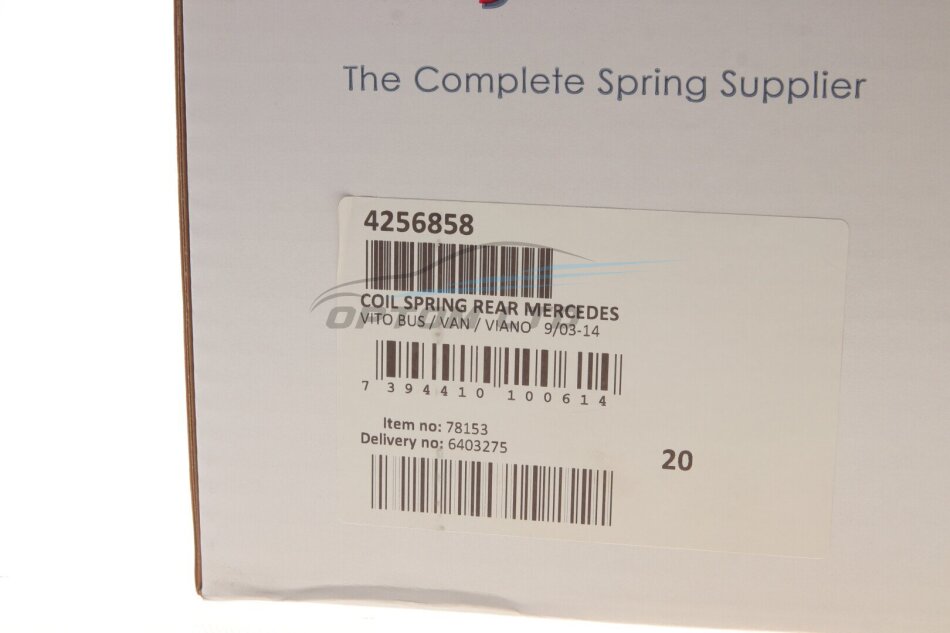 The Complete Spring Supplier
4256858
COIL SPRING REAR MERCEDES
VITO BUS / VAN / VIANO 9/03-14
7 394410 100614
Item no: 78153
Delivery no: 6403275
20